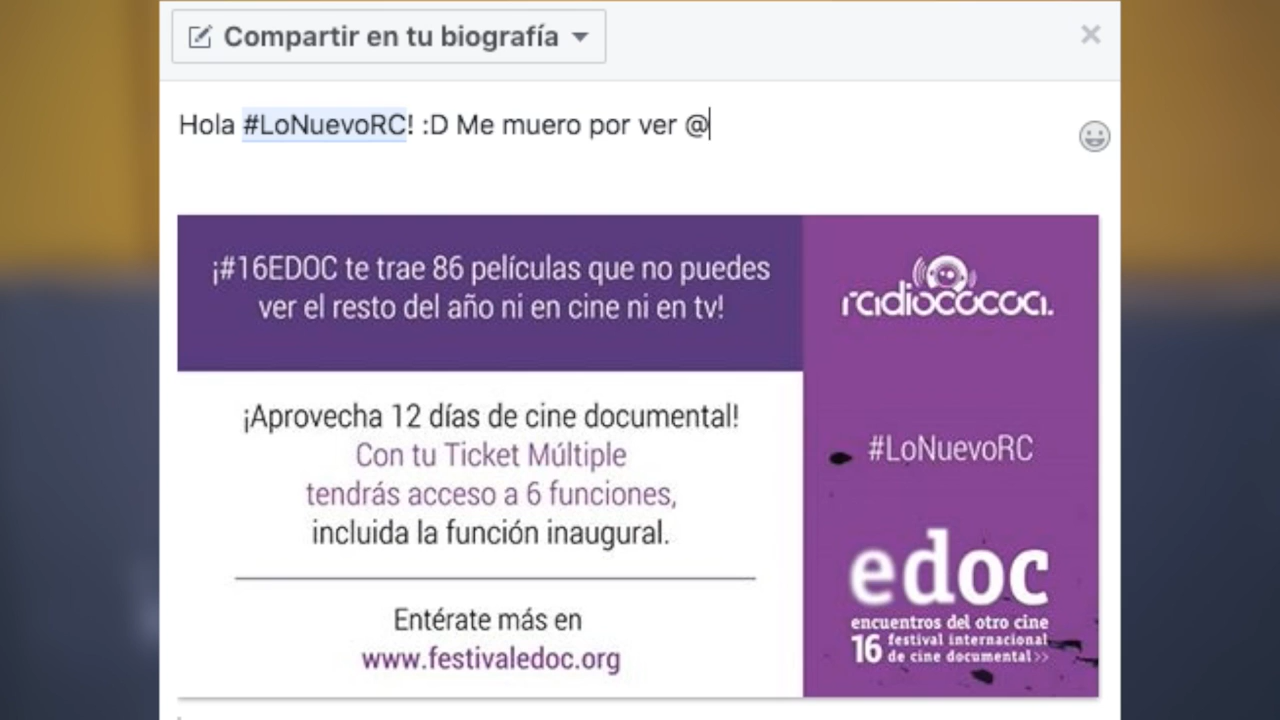 Compartir en tu biografía
Hola #LoNuevoRC! :D Me muero por ver @
¡#16EDOC te trae 86 películas que no puedes
ver el resto del año ni en cine ni en tv!
¡Aprovecha 12 días de cine documental!
Con tu Ticket Múltiple
tendrás acceso a 6 funciones,
incluida la función inaugural.
Entérate más en
www.festivaledoc.org
radiococoa.
#LoNuevoRC
edoc
encuentros del otro cine
16 festival internacional
de cine documental>>